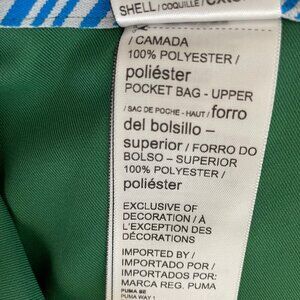 SHELL / COQUILLE /
/ CAMADA
100% POLYESTER /
poliéster
POCKET BAG - UPPER
/ SAC DE POCHE - HAUT / forro
del bolsillo –
superior / FORRO DO
BOLSO – SUPERIOR
100% POLYESTER /
poliéster
EXCLUSIVE OF
DECORATION / À
L'EXCEPTION DES
DÉCORATIONS
IMPORTED BY /
IMPORTADO POR /
IMPORTADOS POR:
MARCA REG. PUMA
PUMA SE
PUMA WAY 1